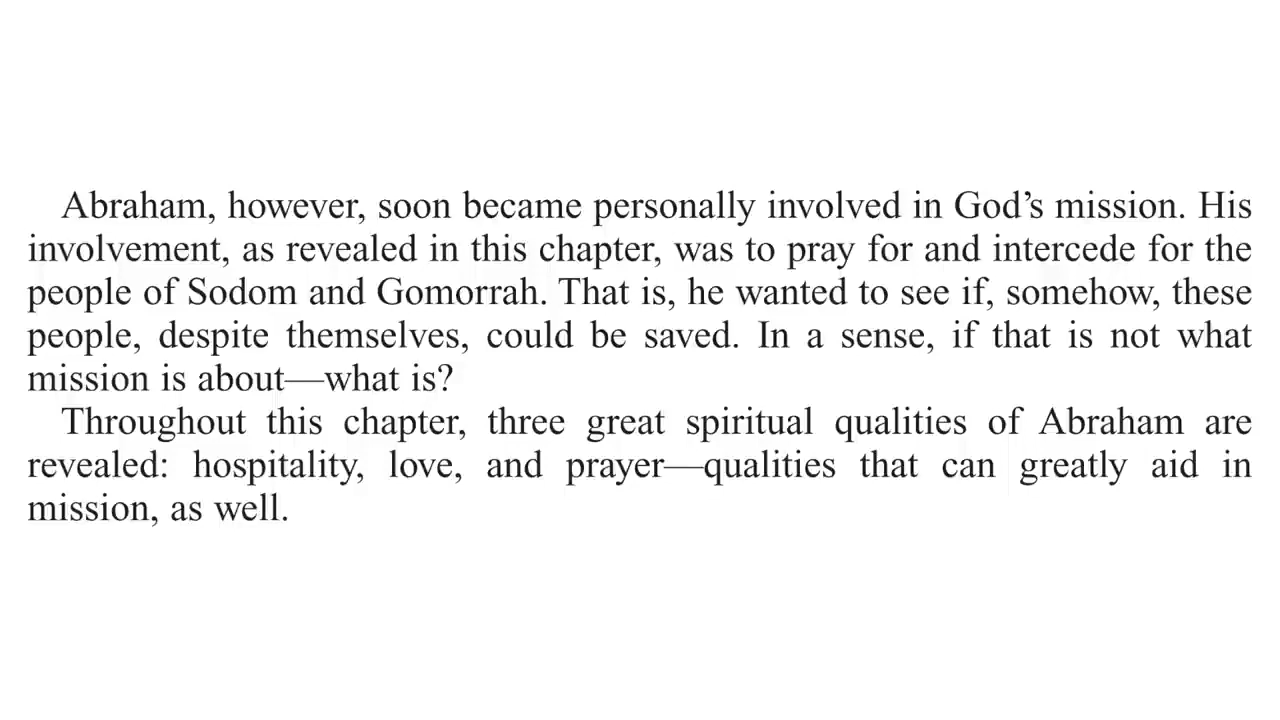 Abraham, however, soon became personally involved in God’s mission. His
involvement, as revealed in this chapter, was to pray for and intercede for the
people of Sodom and Gomorrah. That is, he wanted to see if, somehow, these
people, despite themselves, could be saved. In a sense, if that is not what
mission is about—what is?
Throughout this chapter, three great spiritual qualities of Abraham are
revealed: hospitality, love, and prayer—qualities that can greatly aid in
mission, as well.